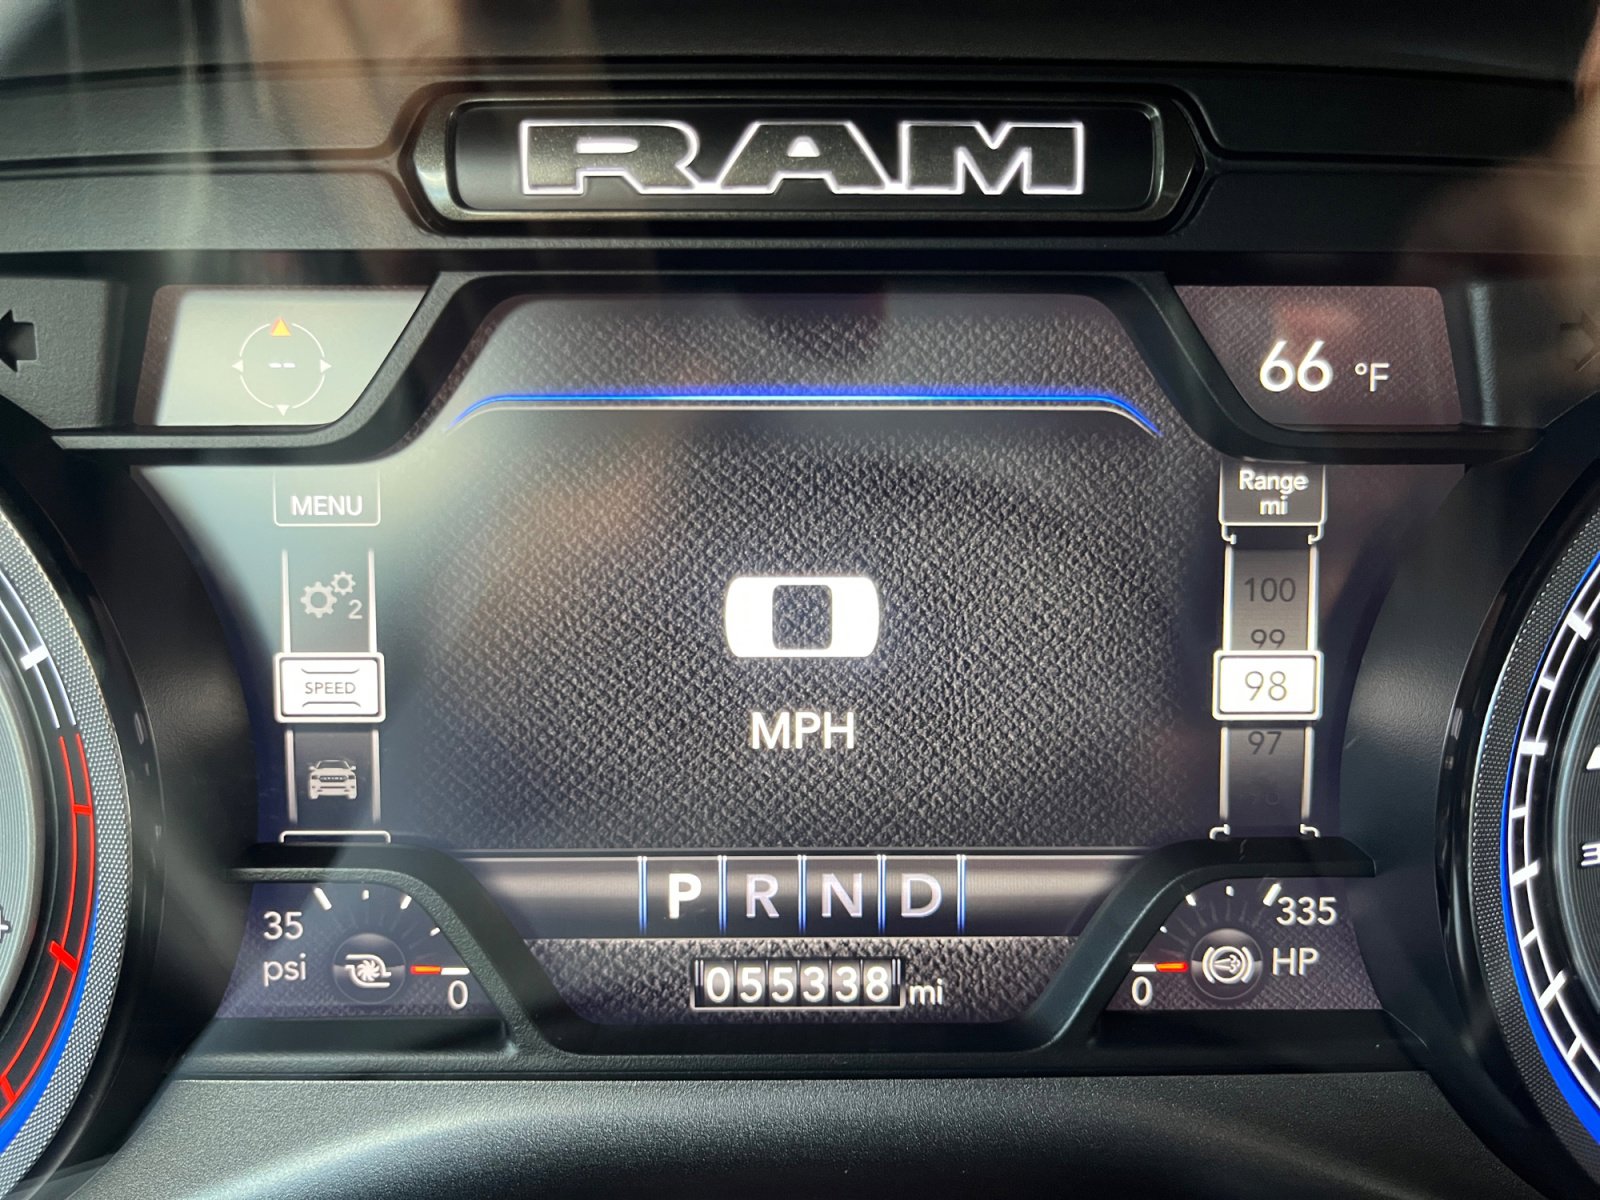 RAM
--
66 °F
MENU
Range
mi
2
100
99
SPEED
98
97
0
MPH
P R N D
35
psi
0
335
HP
0
055338 mi